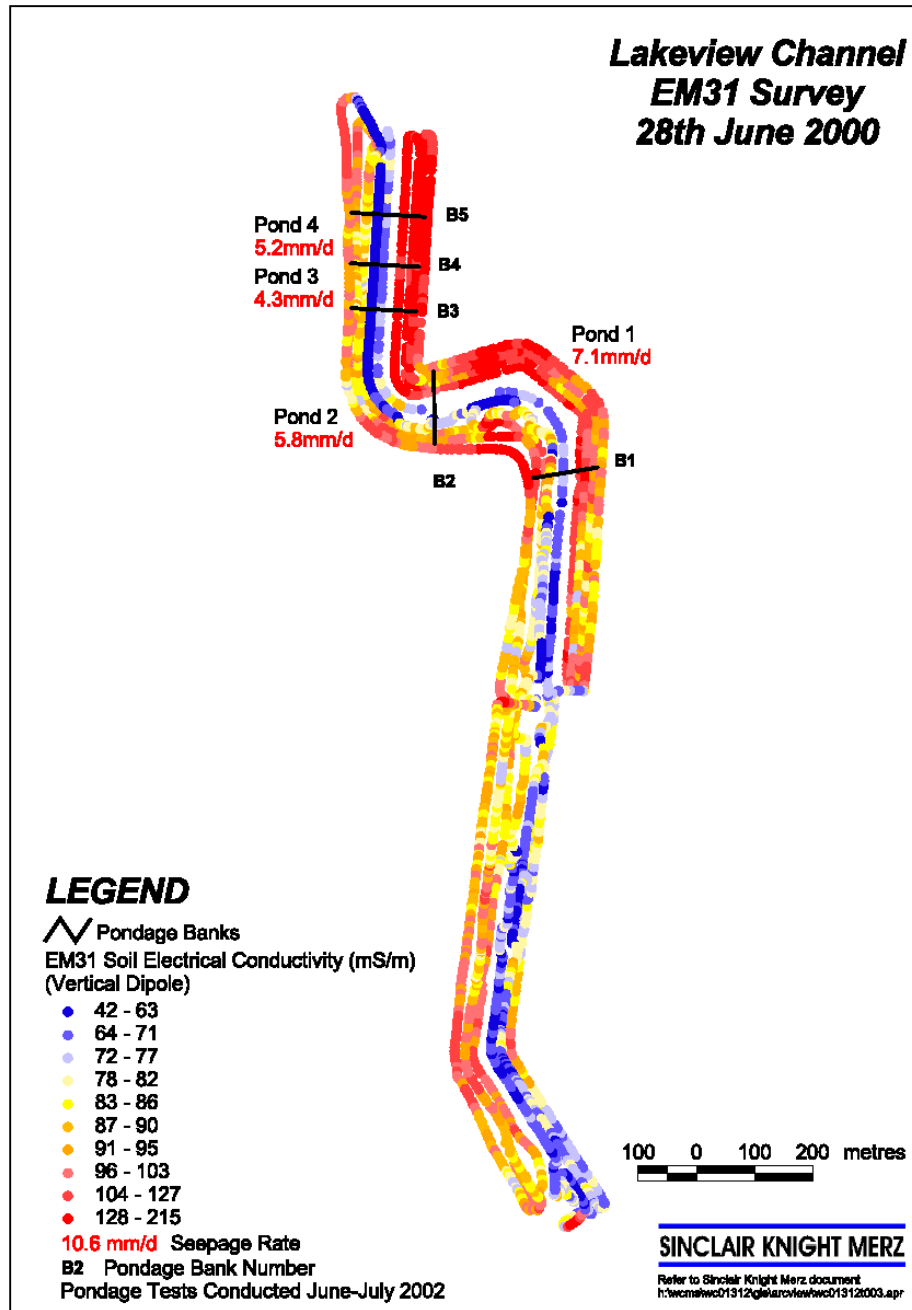 Lakeview Channel
EM31 Survey
28th June 2000
B5
Pond 4
5.2mm/d
B4
Pond 3
4.3mm/d
B3
Pond 1
7.1mm/d
Pond 2
5.8mm/d
B1
B2
LEGEND
Pondage Banks
EM31 Soil Electrical Conductivity (mS/m)
(Vertical Dipole)
42 - 63
64 - 71
72 - 77
78 - 82
83 - 86
87 - 90
91 - 95
96 - 103
104 - 127
128 - 215
10.6 mm/d Seepage Rate
B2 Pondage Bank Number
Pondage Tests Conducted June-July 2002
100 0 100 200 metres
SINCLAIR KNIGHT MERZ
Refer to Sinclair Knight Merz document